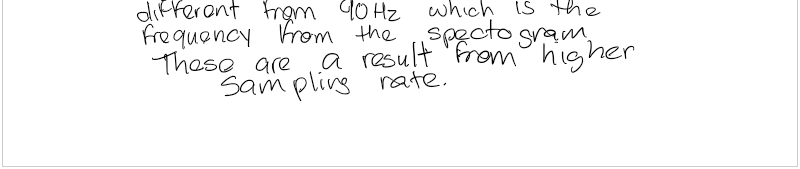 different from 90Hz which is the
frequency from the spectogram
These are a result from higher
sampling rate.